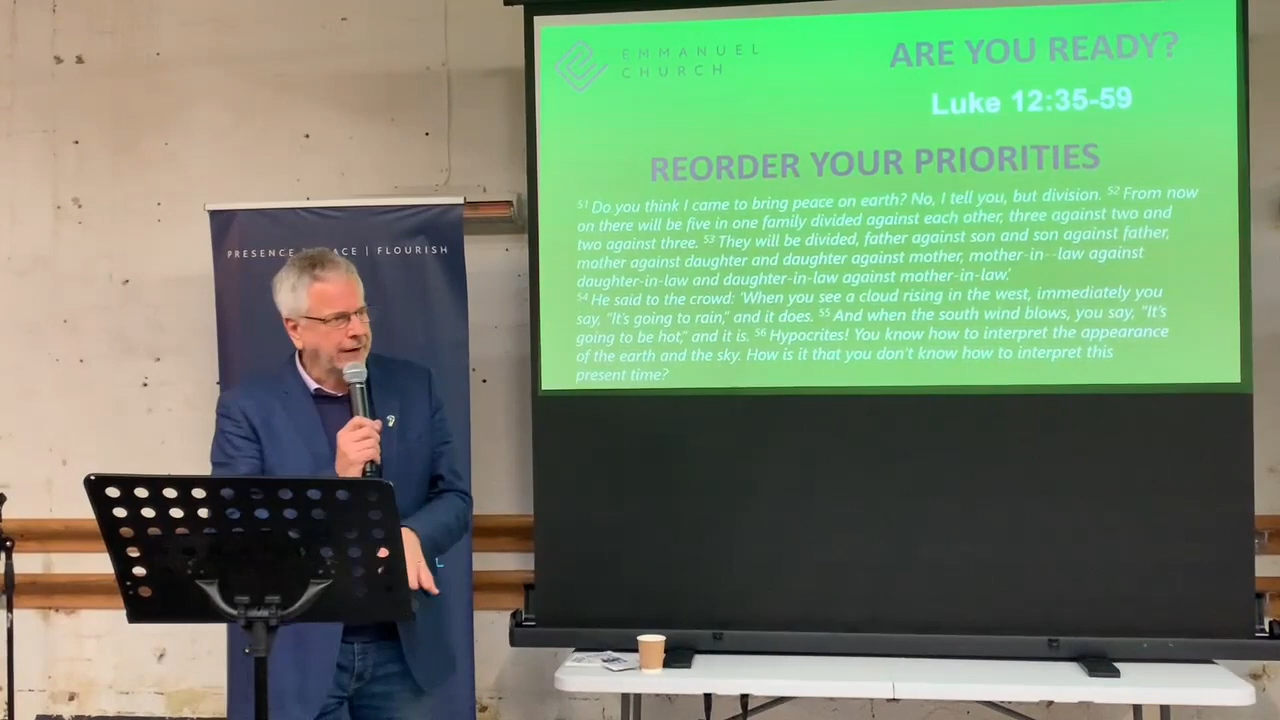 EMMANUEL
CHURCH
ARE YOU READY?
Luke 12:35-59
REORDER YOUR PRIORITIES
51 Do you think I came to bring peace on earth? No, I tell you, but division. 52 From now
on there will be five in one family divided against each other, three against two and
two against three. 53 They will be divided, father against son and son against father,
mother against daughter and daughter against mother, mother-in--law against
daughter-in-law and daughter-in-law against mother-in-law.'
54 He said to the crowd: 'When you see a cloud rising in the west, immediately you
say, "It's going to rain," and it does. 55 And when the south wind blows, you say, "It's
going to be hot," and it is. 56 Hypocrites! You know how to interpret the appearance
of the earth and the sky. How is it that you don't know how to interpret this
present time?
PRESENCE | FLOURISH
L